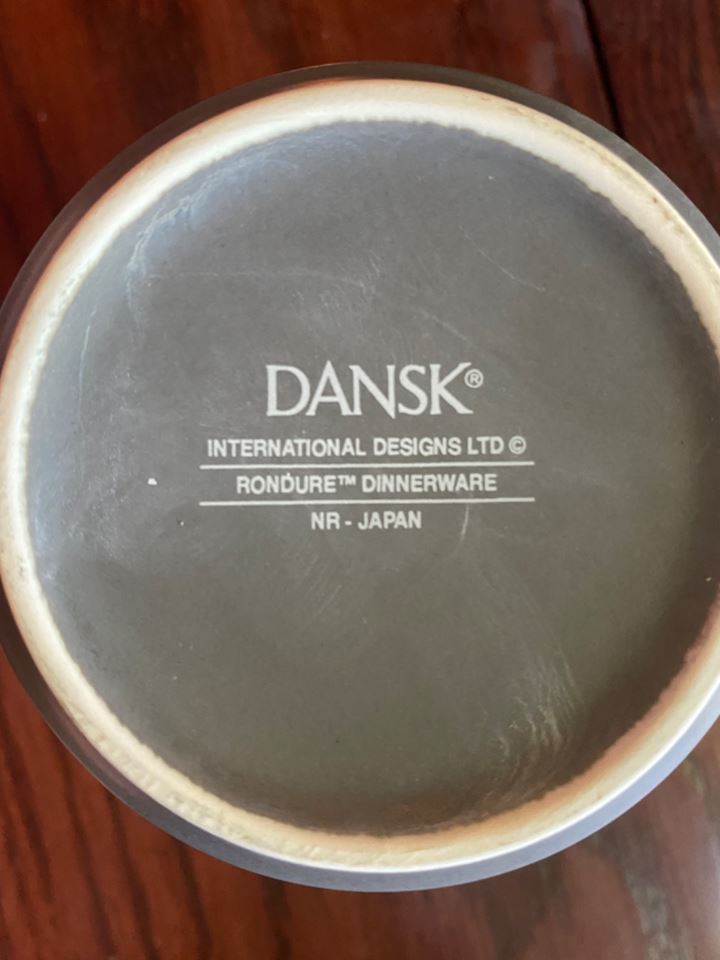 DANSK®
INTERNATIONAL DESIGNS LTD ©
RONDURE™ DINNERWARE
NR - JAPAN